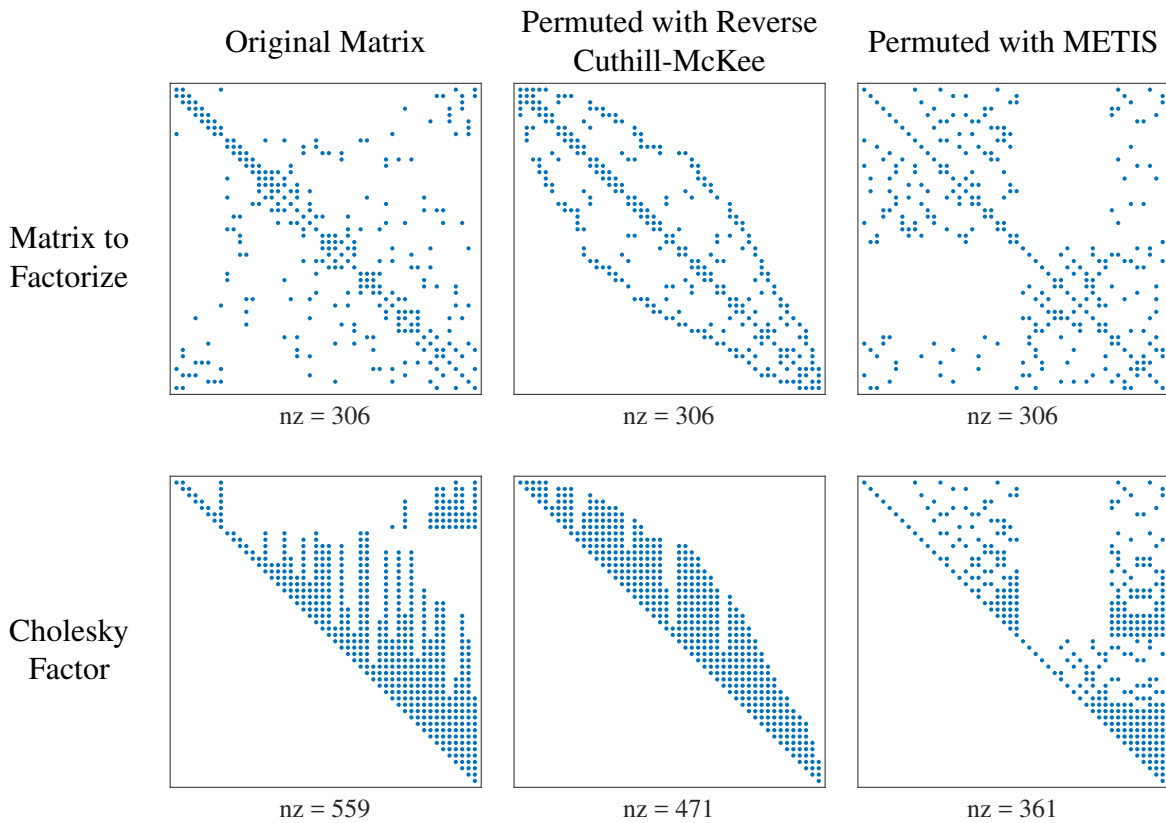 Original Matrix
Permuted with Reverse
Cuthill-McKee
Permuted with METIS
Matrix to
Factorize
nz = 306
nz = 306
nz = 306
Cholesky
Factor
nz = 559
nz = 471
nz = 361